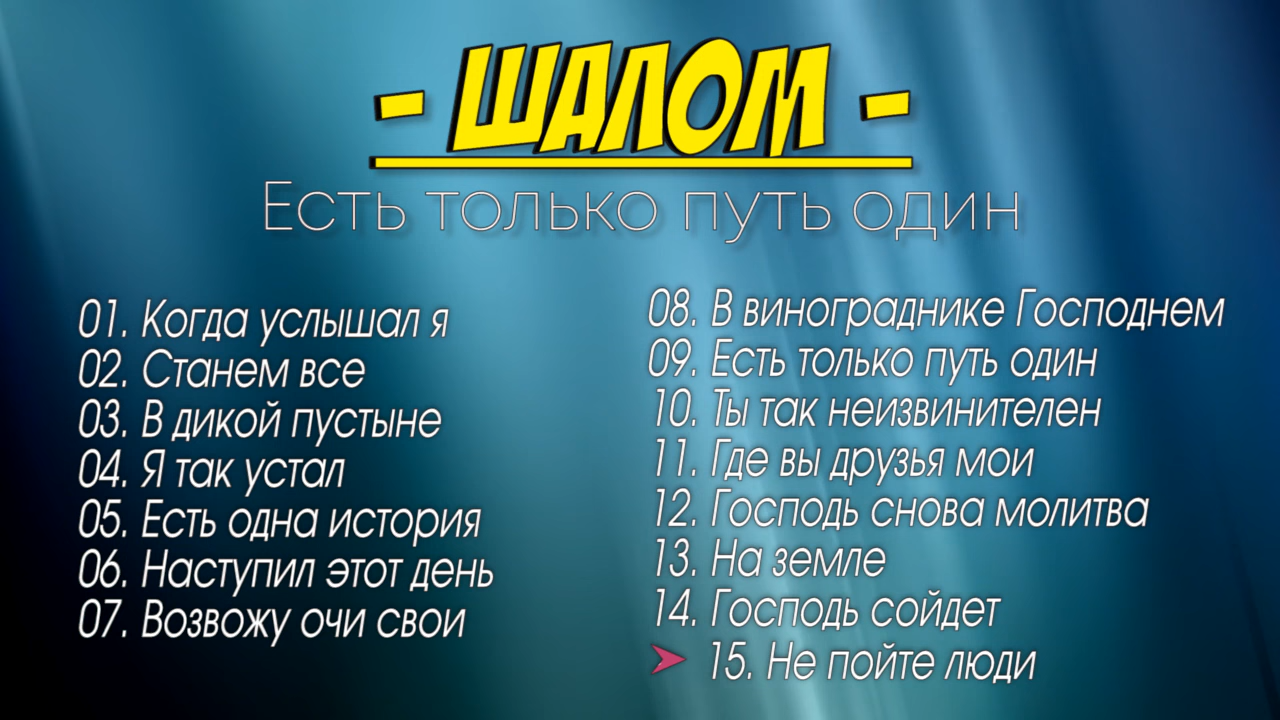 - ШАЛОМ -
Есть только путь один
01. Когда услышал я
02. Станем все
03. В дикой пустыне
04. Я так устал
05. Есть одна история
06. Наступил этот день
07. Возвожу очи свои
08. В винограднике Господнем
09. Есть только путь один
10. Ты так неизвинителен
11. Где вы друзья мои
12. Господь снова молитва
13. На земле
14. Господь сойдет
15. Не пойте люди